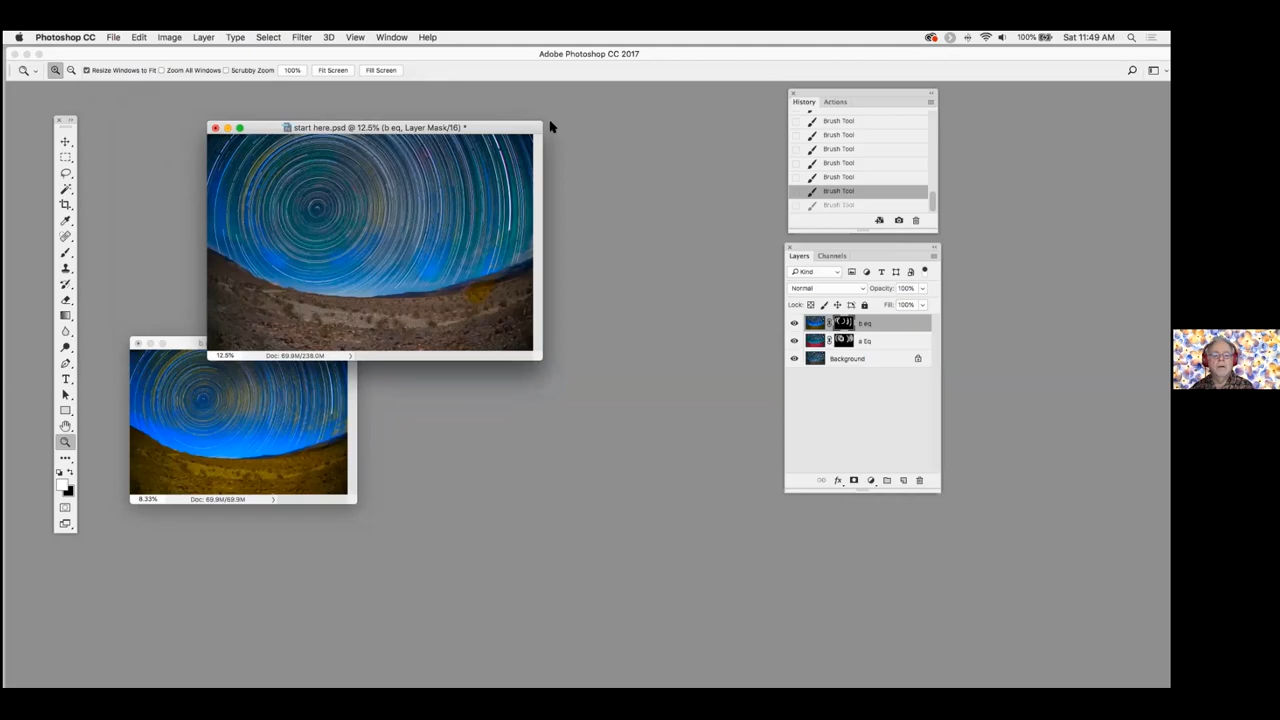 Photoshop CC File Edit Image Layer Type Select Filter 3D View Window Help 100% Sat 11:49 AM
Adobe Photoshop CC 2017
Resize Windows to Fit Zoom All Windows Scrubby Zoom 100% Fit Screen Fill Screen
start here.psd @ 12.5% (b eq, Layer Mask/16) *
12.5% Doc: 69.9M/238.0M
b
8.33% Doc: 69.9M/69.9M
History Actions
Brush Tool
Brush Tool
Brush Tool
Brush Tool
Brush Tool
Brush Tool
Brush Tool
Layers Channels
Kind
Normal Opacity: 100%
Lock: Fill: 100%
b eq
a Eq
Background
fx